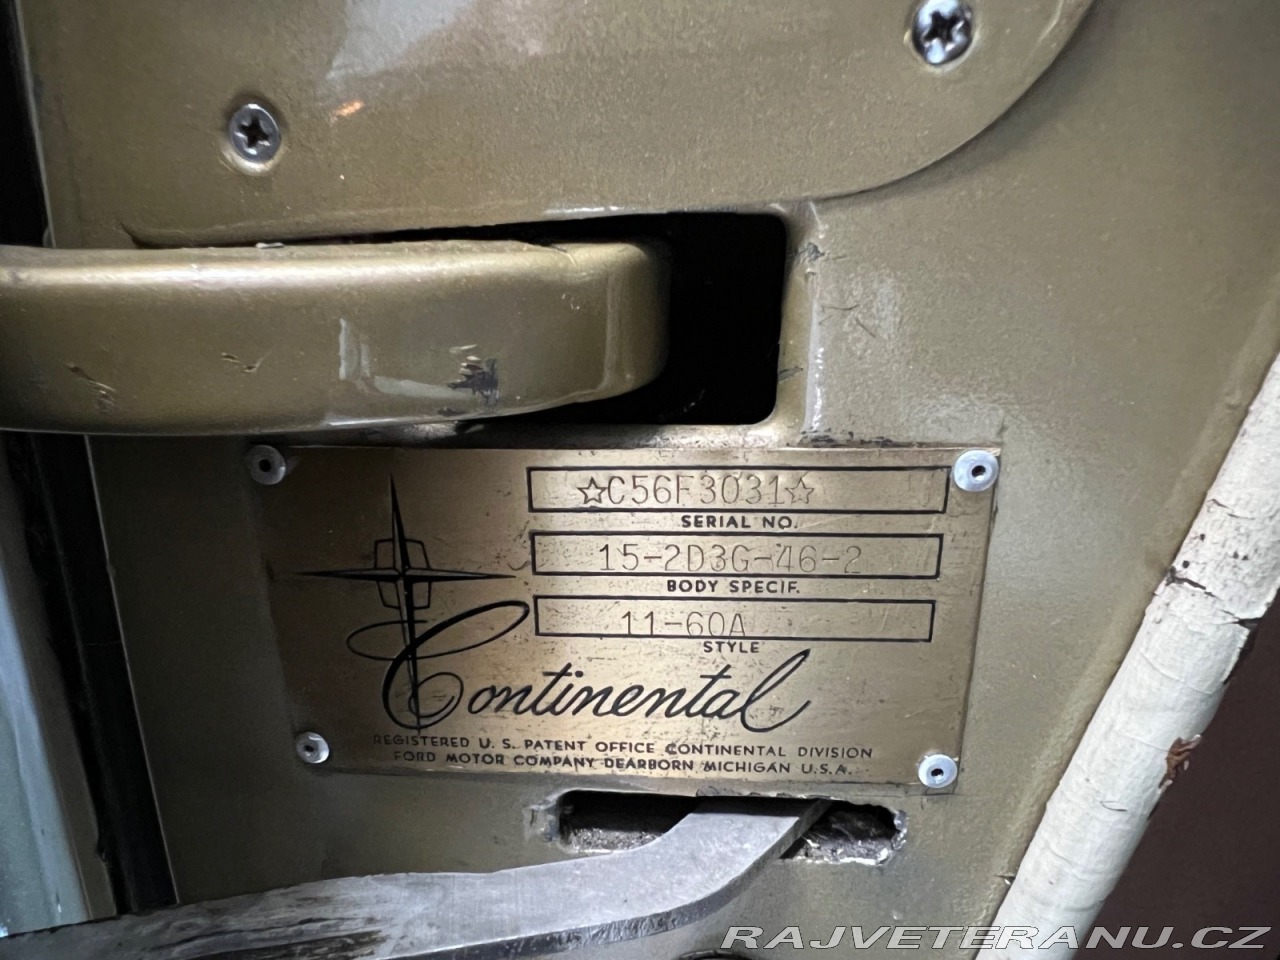 ☆C56F3031☆
SERIAL NO.
15-2D3G-46-2
BODY SPECIF.
11-60A
STYLE
Continental
REGISTERED U. S. PATENT OFFICE CONTINENTAL DIVISION
FORD MOTOR COMPANY DEARBORN, MICHIGAN U.S.A.
RAJVETERANU.CZ